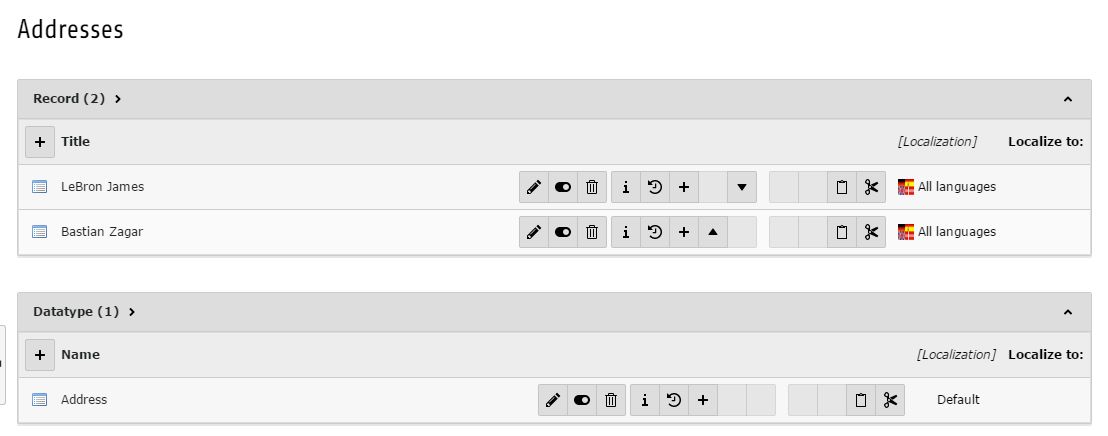 Addresses
Record (2)
Title [Localization] Localize to:
LeBron James All languages
Bastian Zagar All languages
Datatype (1)
Name [Localization] Localize to:
Address Default